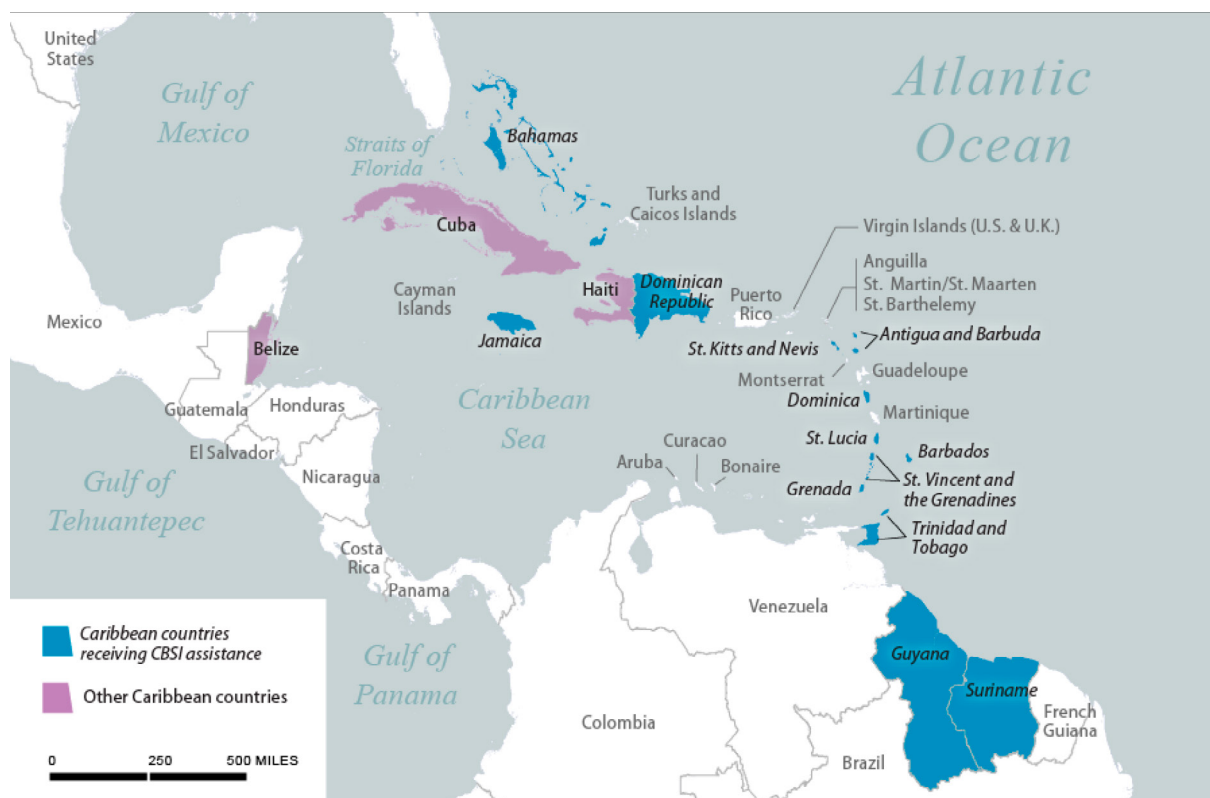 United
States
Gulf of
Mexico
Atlantic
Ocean
Straits of
Florida
Bahamas
Turks and
Caicos Islands
Cuba
Virgin Islands (U.S. & U.K.)
Anguilla
St. Martin/St. Maarten
St. Barthelemy
Cayman
Islands
Haiti
Dominican
Republic
Puerto
Rico
Mexico
Jamaica
Belize
St. Kitts and Nevis
Antigua and Barbuda
Montserrat
Guadeloupe
Dominica
Martinique
Guatemala
Honduras
Caribbean
Sea
El Salvador
Nicaragua
St. Lucia
Barbados
Curacao
Aruba
Bonaire
Grenada
St. Vincent and
the Grenadines
Gulf of
Tehuantepec
Trinidad and
Tobago
Costa
Rica
Panama
Venezuela
Guyana
Suriname
French
Guiana
Gulf of
Panama
Colombia
Brazil
Caribbean countries
receiving CBSI assistance
Other Caribbean countries
0 250 500 MILES